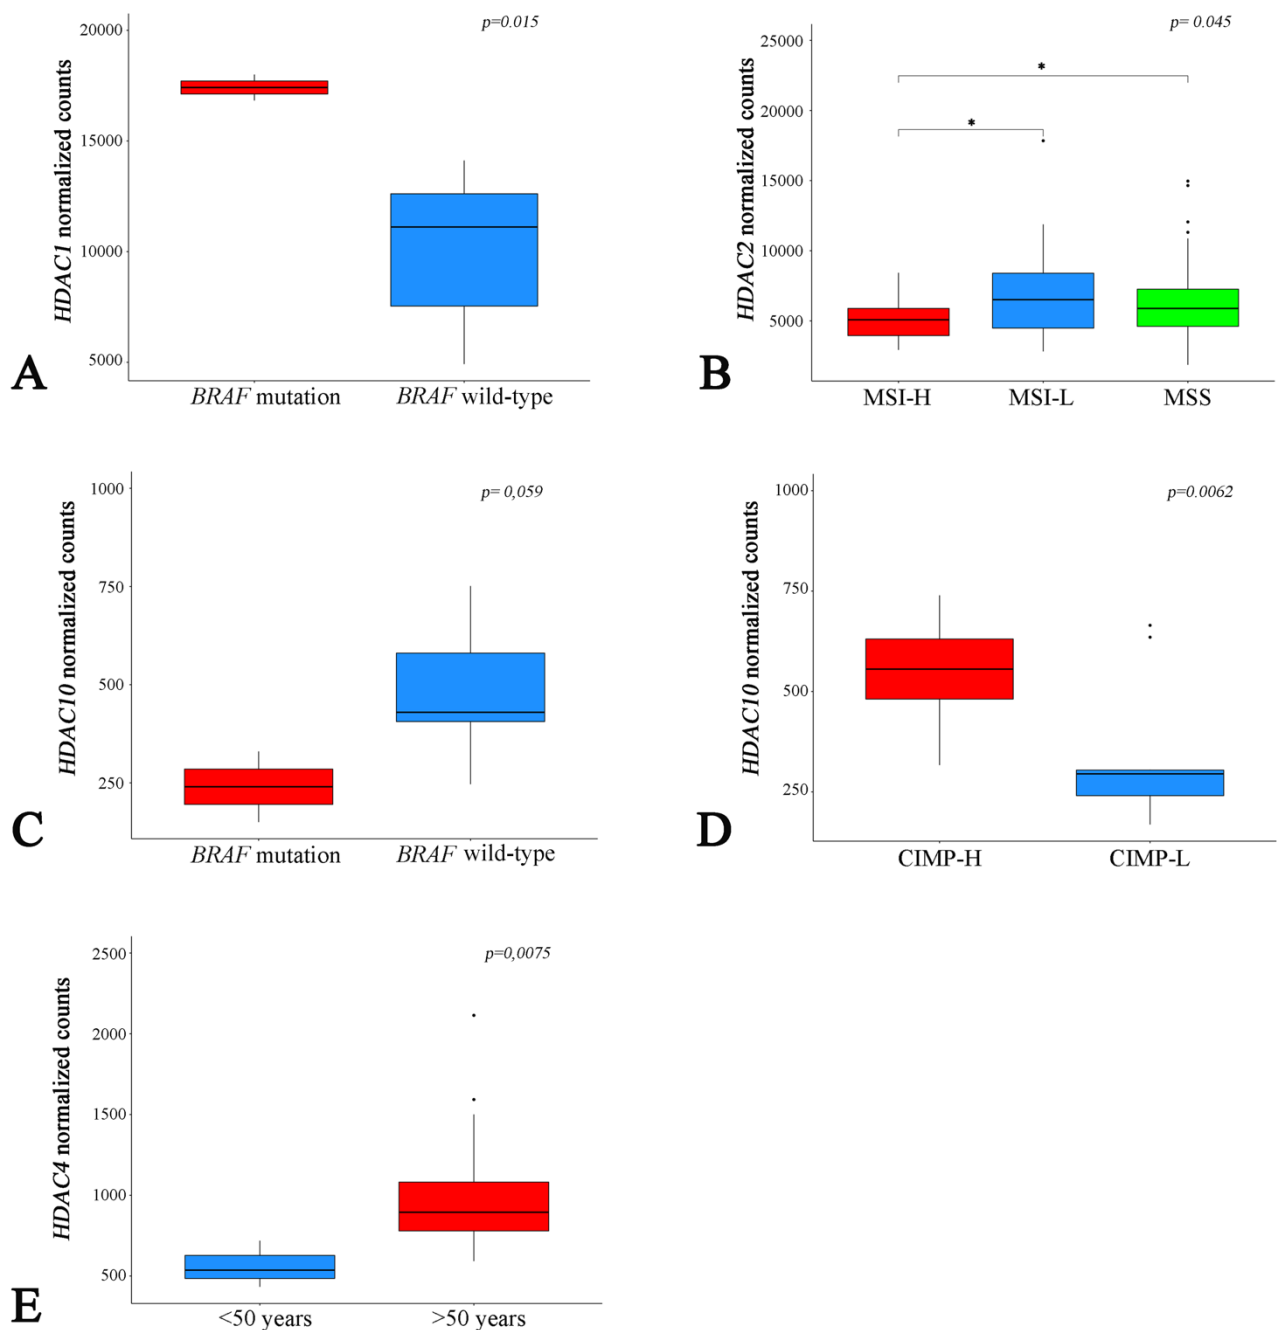 p=0.015
20000
15000
10000
5000
HDAC1 normalized counts
BRAF mutation
BRAF wild-type
A
p= 0.045
25000
20000
15000
10000
5000
HDAC2 normalized counts
*
*
MSI-H
MSI-L
MSS
B
p= 0,059
1000
750
500
250
HDAC10 normalized counts
BRAF mutation
BRAF wild-type
C
p=0.0062
1000
750
500
250
HDAC10 normalized counts
CIMP-H
CIMP-L
D
p=0,0075
2500
2000
1500
1000
500
HDAC4 normalized counts
<50 years
>50 years
E